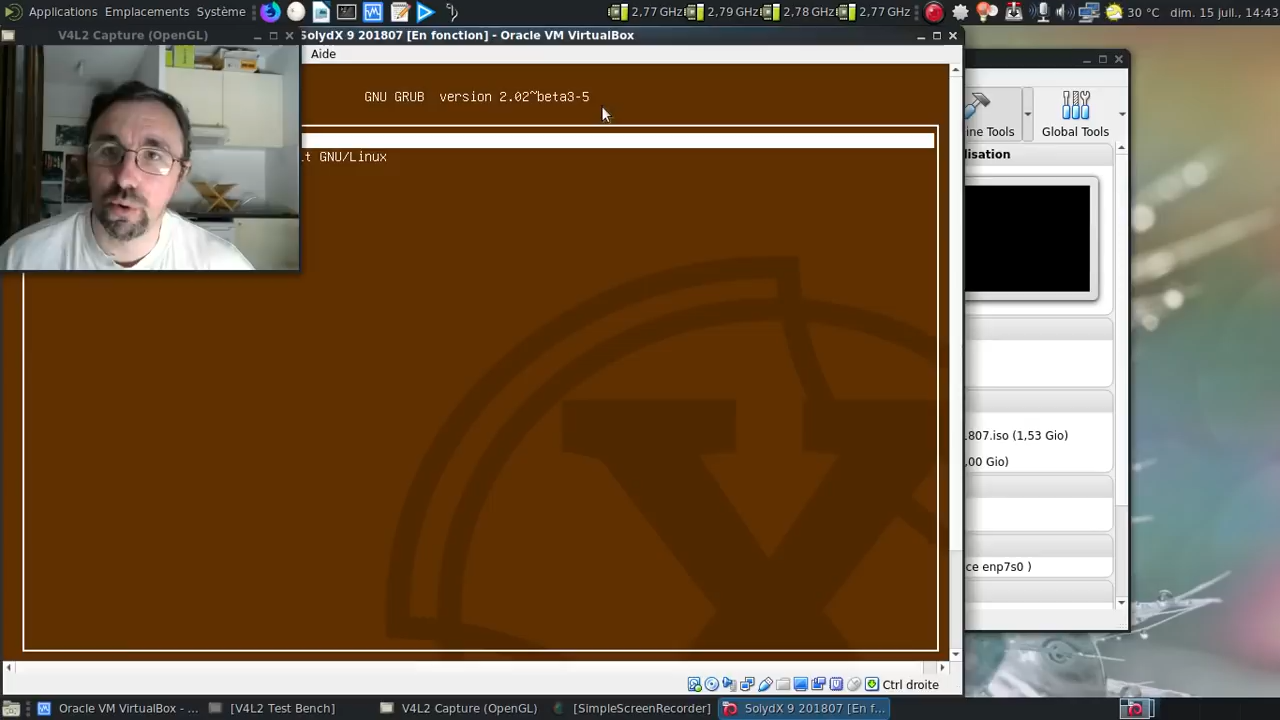 Applications Emplacements Système 2,77 GHz 2,79 GHz 2,78 GHz 2,77 GHz 30 °C dim. 15 juil., 14:43
V4L2 Capture (OpenGL)
SolydX 9 201807 [En fonction] - Oracle VM VirtualBox
Aide
GNU GRUB version 2.02~beta3-5
GNU/Linux
Tools
Global Tools
lisation
807.iso (1,53 Gio)
,00 Gio)
enp7s0 )
Ctrl droite
Oracle VM VirtualBox - ...
[V4L2 Test Bench]
V4L2 Capture (OpenGL)
[SimpleScreenRecorder]
SolydX 9 201807 [En f...